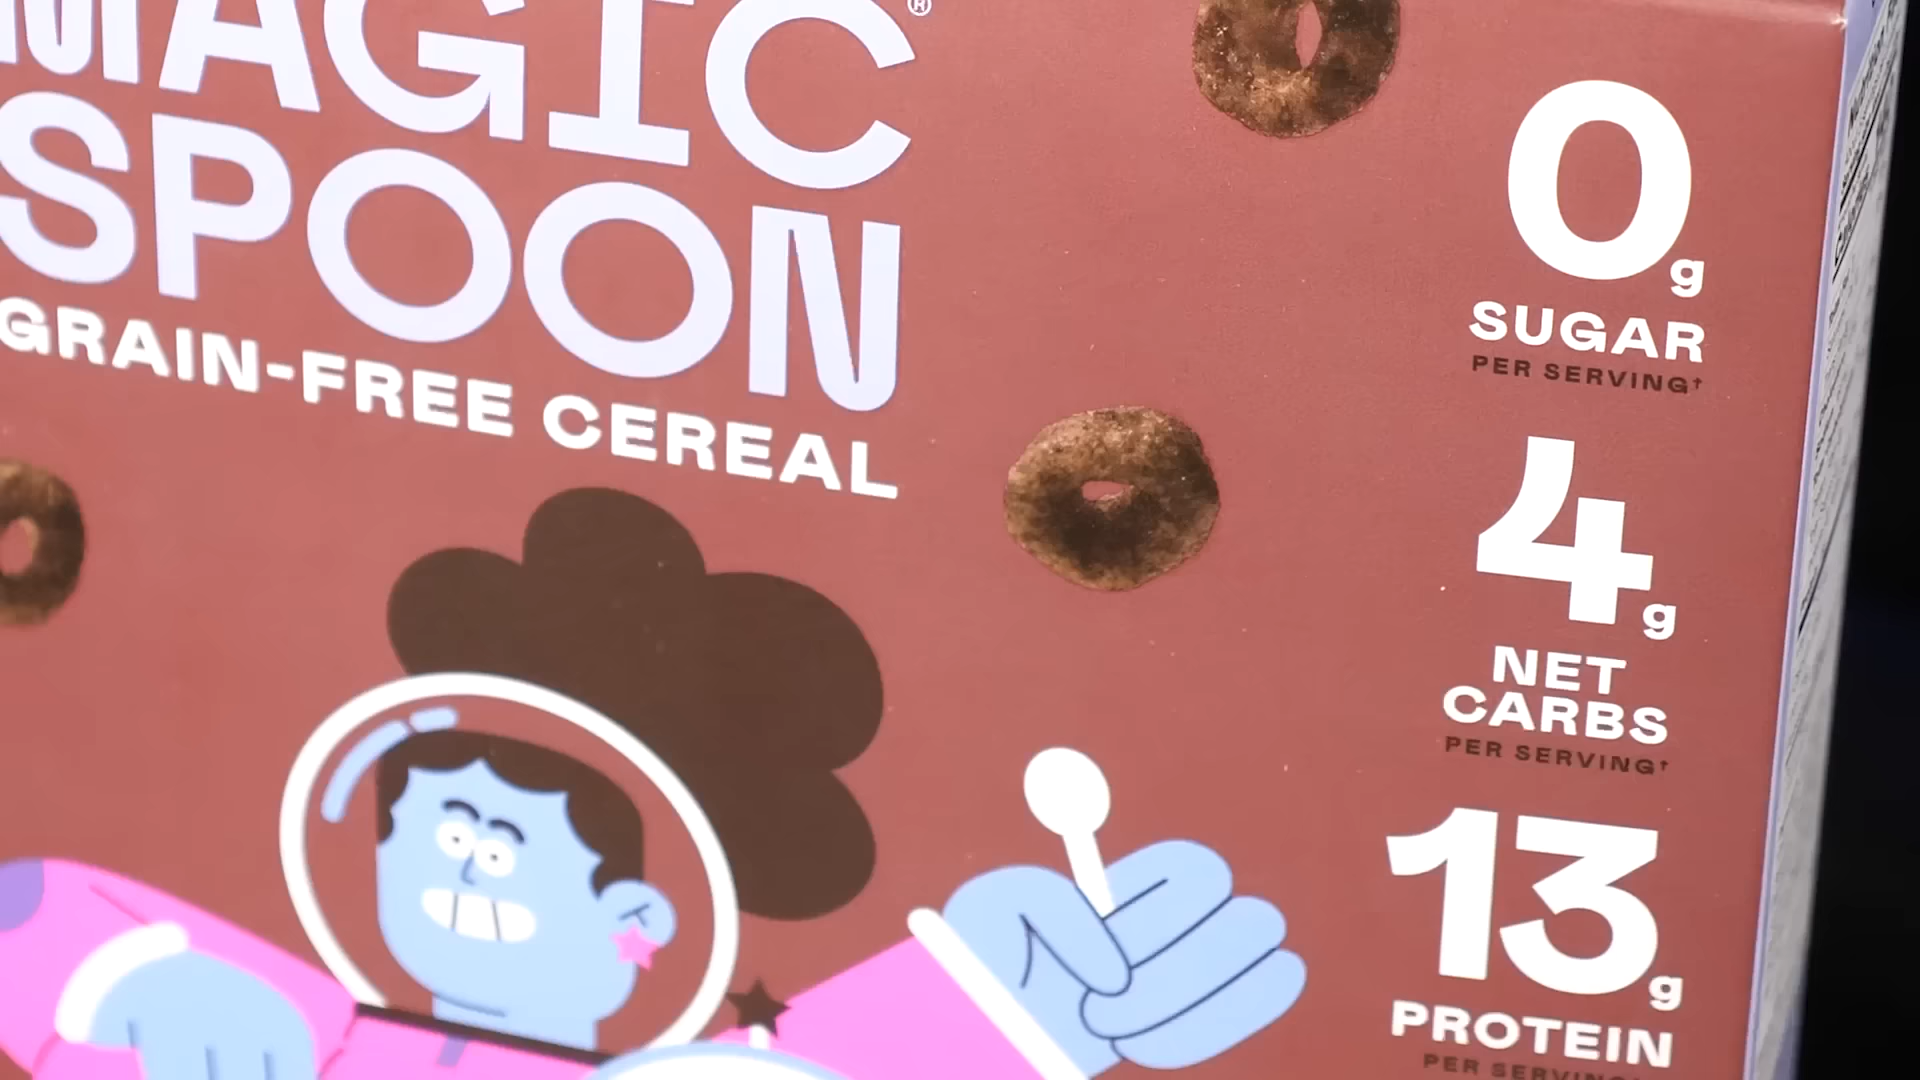 MAGIC®
SPOON
GRAIN-FREE CEREAL
0g
SUGAR
PER SERVING†
4g
NET
CARBS
PER SERVING†
13g
PROTEIN
PER SERVING